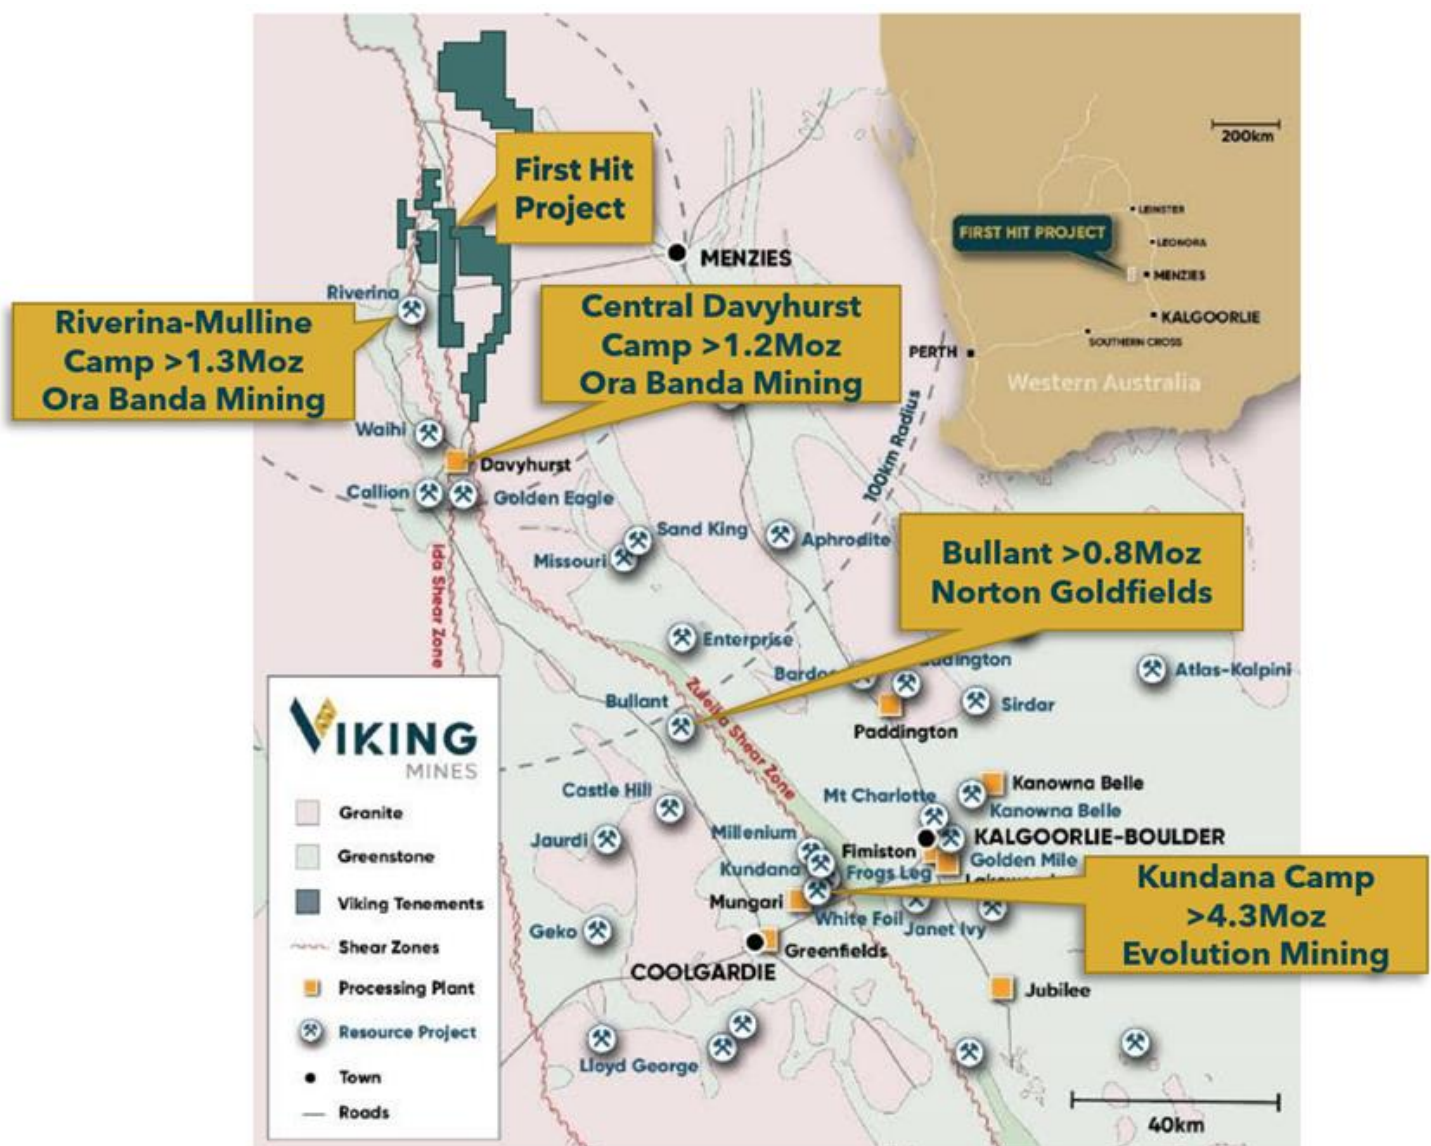 200km
First Hit
Project
LEINSTER
LEONORA
FIRST HIT PROJECT
MENZIES
KALGOORLIE
SOUTHERN CROSS
PERTH
Western Australia
MENZIES
Riverina
Riverina-Mulline
Camp >1.3Moz
Ora Banda Mining
Central Davyhurst
Camp >1.2Moz
Ora Banda Mining
100km Radius
Waihi
Davyhurst
Callion
Golden Eagle
Ida Shear Zone
Sand King
Missouri
Aphrodite
Bullant >0.8Moz
Norton Goldfields
Enterprise
Atlas-Kalpini
Sirdar
Paddington
Bullant
Zuleika Shear Zone
Castle Hill
Jaurdi
Millenium
Kundana
Mungari
Geko
Mt Charlotte
Kanowna Belle
Kanowna Belle
KALGOORLIE-BOULDER
Fimiston
Golden Mile
Frogs Leg
White Foil
Janet Ivy
Kundana Camp
>4.3Moz
Evolution Mining
Greenfields
COOLGARDIE
Jubilee
Lloyd George
40km
VIKING
MINES
Granite
Greenstone
Viking Tenements
Shear Zones
Processing Plant
Resource Project
Town
Roads